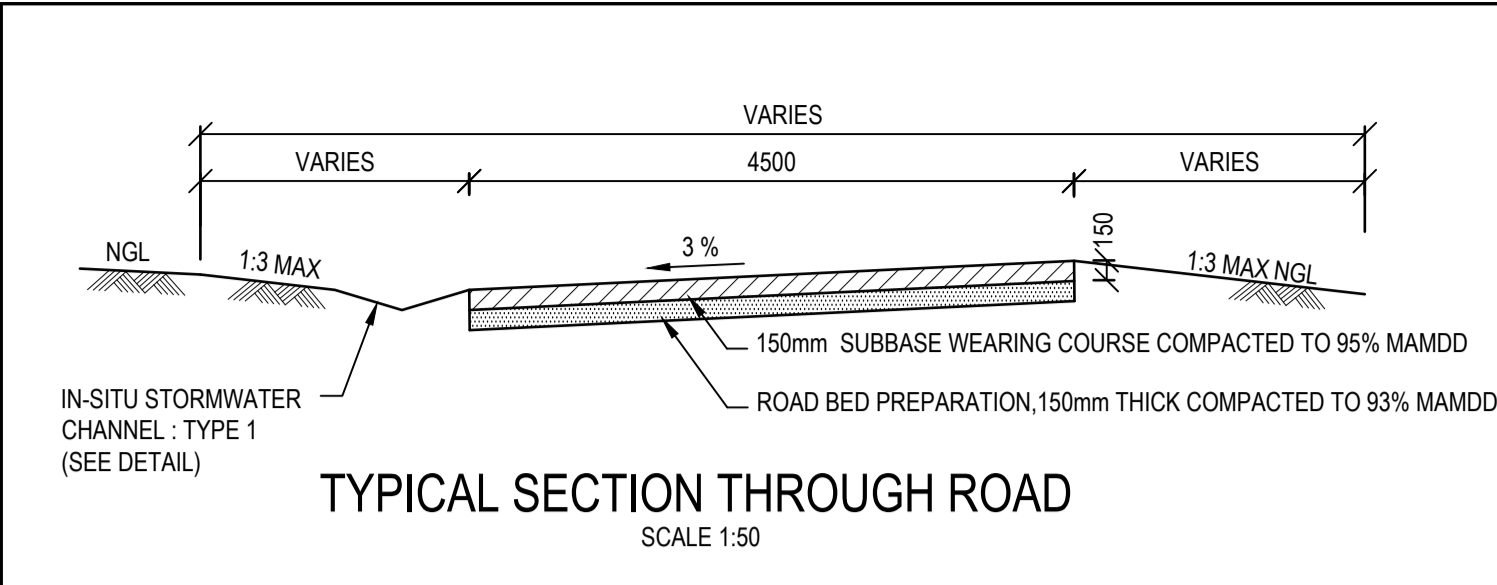 VARIES
VARIES
4500
VARIES
NGL
1:3 MAX
3 %
150
1:3 MAX NGL
150mm SUBBASE WEARING COURSE COMPACTED TO 95% MAMDD
ROAD BED PREPARATION,150mm THICK COMPACTED TO 93% MAMDD
IN-SITU STORMWATER
CHANNEL : TYPE 1
(SEE DETAIL)
TYPICAL SECTION THROUGH ROAD
SCALE 1:50